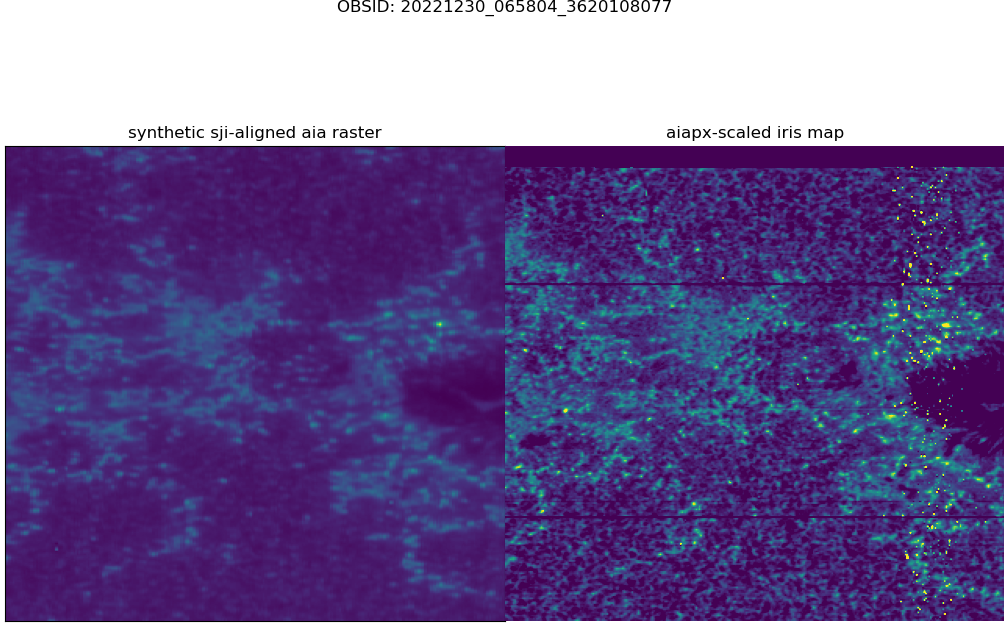 OBSID: 20221230_065804_3620108077
synthetic sji-aligned aia raster
aiapx-scaled iris map